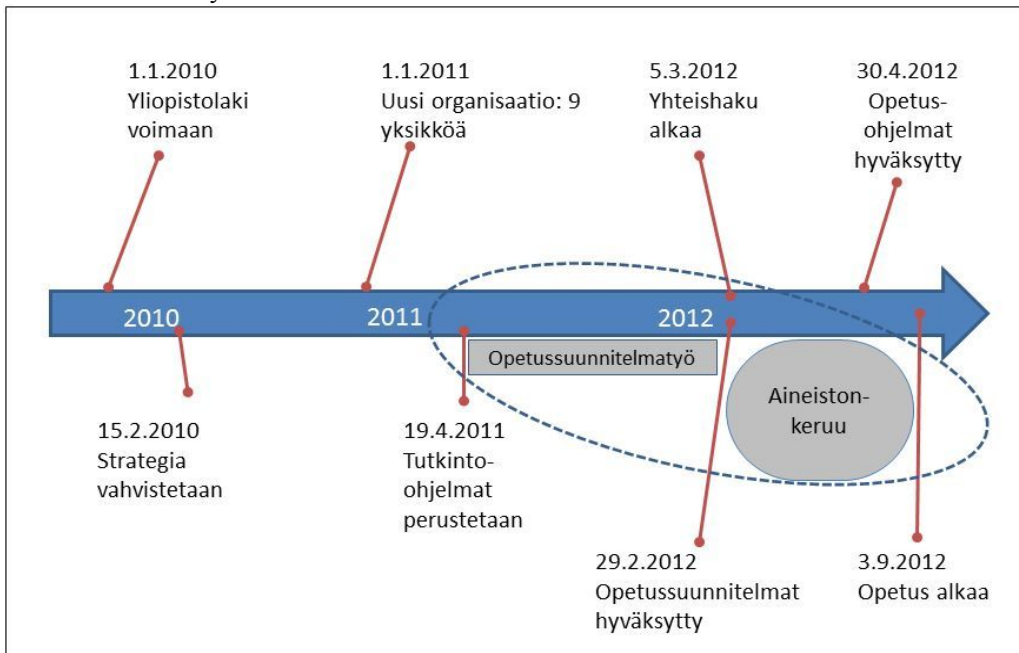 1.1.2010
Yliopistolaki
voimaan
1.1.2011
Uusi organisaatio: 9
yksikköä
5.3.2012
Yhteishaku
alkaa
30.4.2012
Opetus-
ohjelmat
hyväksytty
2010
2011
2012
Opetussuunnitelmatyö
Aineiston-
keruu
15.2.2010
Strategia
vahvistetaan
19.4.2011
Tutkinto-
ohjelmat
perustetaan
29.2.2012
Opetussuunnitelmat
hyväksytty
3.9.2012
Opetus alkaa